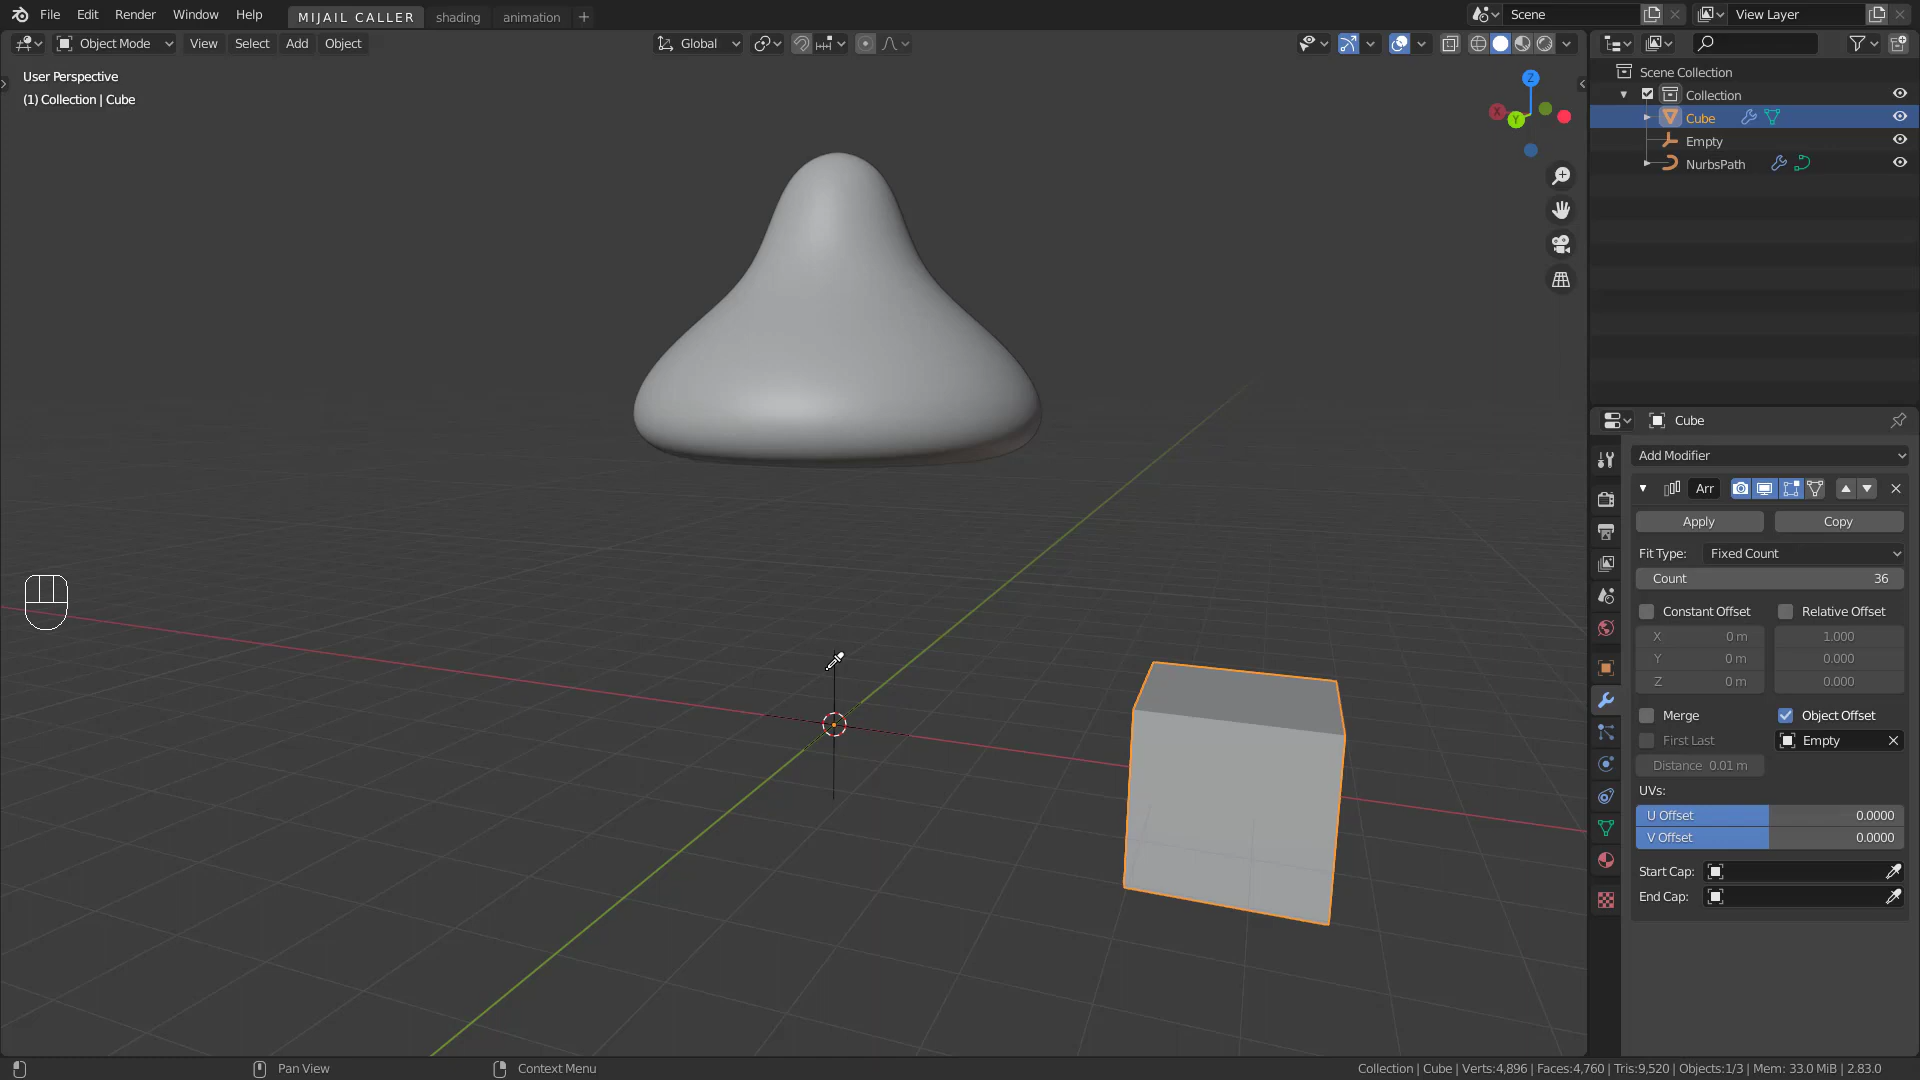 File Edit Render Window Help MIJAIL CALLER shading animation + Scene View Layer
Object Mode View Select Add Object Global
User Perspective
(1) Collection | Cube
Z
X
Y
Scene Collection
Collection
Cube
Empty
NurbsPath
Cube
Add Modifier
Arr
Apply Copy
Fit Type: Fixed Count
Count 36
Constant Offset Relative Offset
X 0 m 1.000
Y 0 m 0.000
Z 0 m 0.000
Merge Object Offset
First Last Empty
Distance 0.01 m
UVs:
U Offset 0.0000
V Offset 0.0000
Start Cap:
End Cap:
Pan View Context Menu Collection | Cube | Verts:4,896 | Faces:4,760 | Tris:9,520 | Objects:1/3 | Mem: 33.0 MiB | 2.83.0